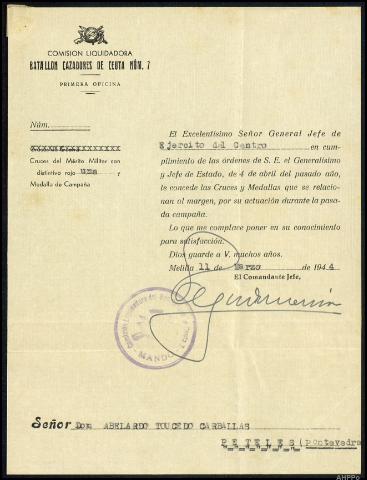 COMISION LIQUIDADORA
BATALLON CAZADORES DE CEUTA NÚM. 7
PRIMERA OFICINA
Núm.
Cruces del Mérito Militar con
distintivo rojo una y
Medalla de Campaña
El Excelentísimo Señor General Jefe de
Ejercito del Centro en cum-
plimiento de las órdenes de S. E. el Generalísimo
y Jefe de Estado, de 4 de abril del pasado año,
le concede las Cruces y Medallas que se relacio-
nan al margen, por su actuación durante la pasa-
da campaña.
Lo que me complace poner en su conocimiento
para satisfacción.
Dios guarde a V. muchos años.
Melilla 11 de Marzo de 1944
El Comandante Jefe,
Comisión Liquidadora del
MANDO
Señor Don ABELARDO TOUCEDO CARBALLAS
PETELES (Pontevedra
AHPPo